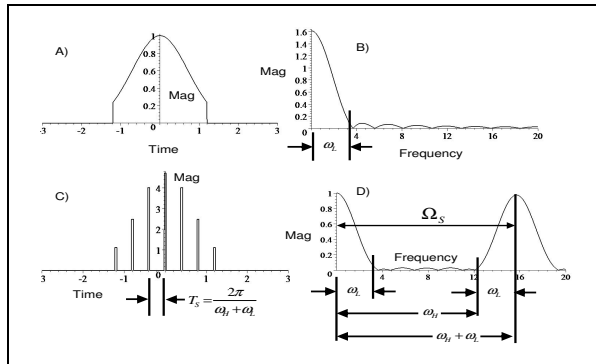 A)
1
0.8
0.6
0.4
0.2
0
Mag
-3 -1 1 3
Time
B)
1.6
1.4
1.2
1
0.8
0.6
0.4
0.2
0
Mag
4 8 12 16 20
ω_L
Frequency
C)
Mag
4
3
2
1
-3 -1 0 1 3
Time
T_S = 2π / (ω_H + ω_L)
D)
1
0.8
0.6
0.4
0.2
0
Ω_S
Mag
Frequency
4 8 12 16 20
ω_L
ω_L
ω_H
ω_H + ω_L